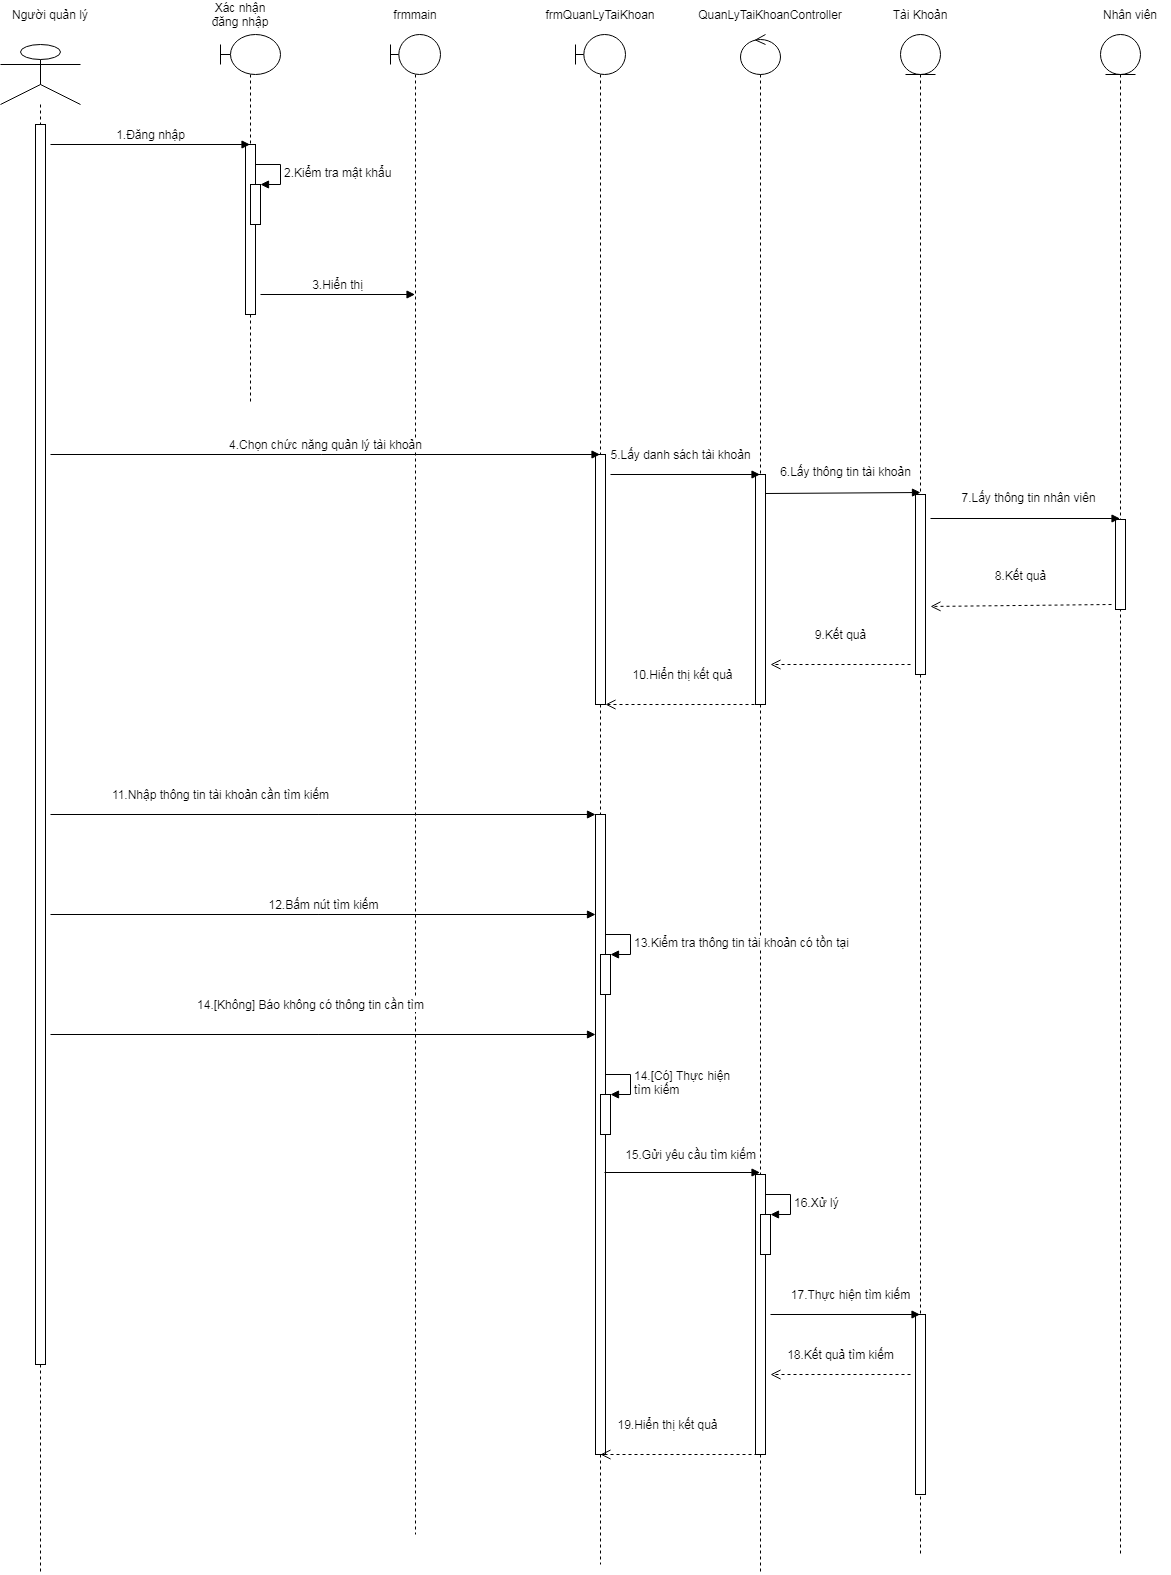 Người quản lý
Xác nhận
đăng nhập
frmmain
frmQuanLyTaiKhoan
QuanLyTaiKhoanController
Tài Khoản
Nhân viên
1.Đăng nhập
2.Kiểm tra mật khẩu
3.Hiển thị
4.Chọn chức năng quản lý tài khoản
5.Lấy danh sách tài khoản
6.Lấy thông tin tài khoản
7.Lấy thông tin nhân viên
8.Kết quả
9.Kết quả
10.Hiển thị kết quả
11.Nhập thông tin tài khoản cần tìm kiếm
12.Bấm nút tìm kiếm
13.Kiểm tra thông tin tài khoản có tồn tại
14.[Không] Báo không có thông tin cần tìm
14.[Có] Thực hiện
tìm kiếm
15.Gửi yêu cầu tìm kiếm
16.Xử lý
17.Thực hiện tìm kiếm
18.Kết quả tìm kiếm
19.Hiển thị kết quả